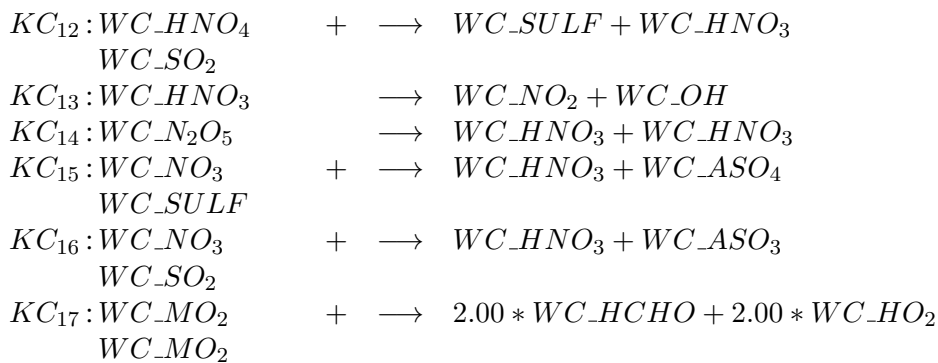 KC₁₂: WC_HNO₄ + ⟶ WC_SULF + WC_HNO₃
WC_SO₂
KC₁₃: WC_HNO₃ ⟶ WC_NO₂ + WC_OH
KC₁₄: WC_N₂O₅ ⟶ WC_HNO₃ + WC_HNO₃
KC₁₅: WC_NO₃ + ⟶ WC_HNO₃ + WC_ASO₄
WC_SULF
KC₁₆: WC_NO₃ + ⟶ WC_HNO₃ + WC_ASO₃
WC_SO₂
KC₁₇: WC_MO₂ + ⟶ 2.00 ∗ WC_HCHO + 2.00 ∗ WC_HO₂
WC_MO₂